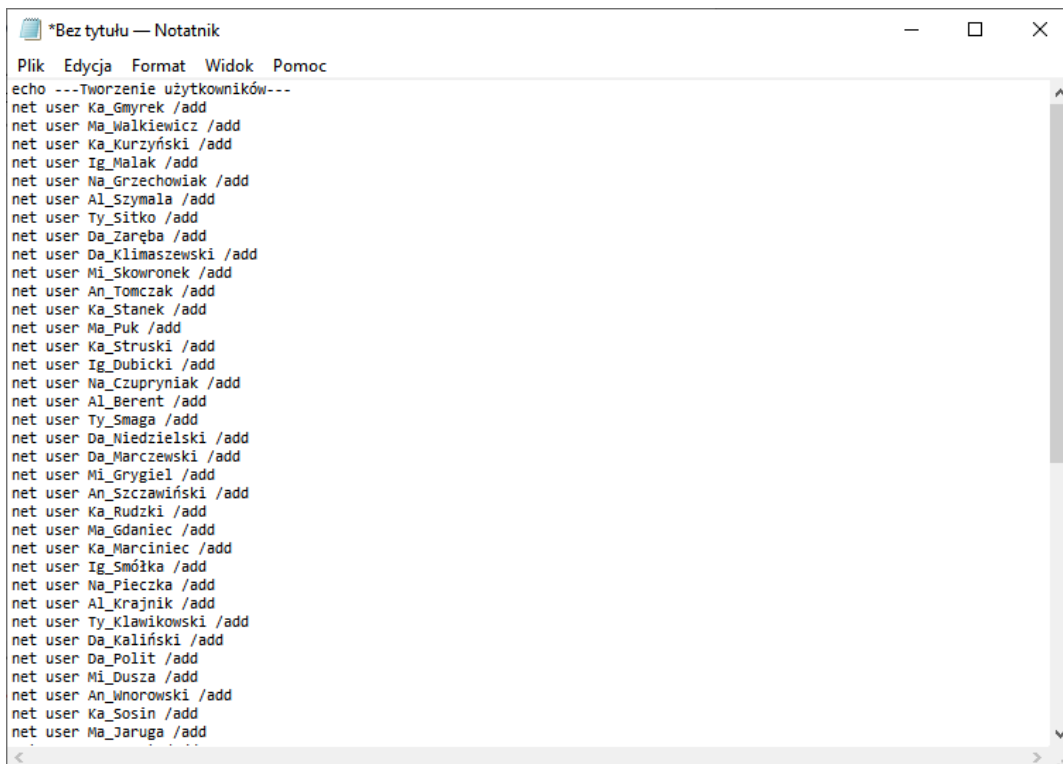 *Bez tytułu — Notatnik
Plik Edycja Format Widok Pomoc
echo ---Tworzenie użytkowników---
net user Ka_Gmyrek /add
net user Ma_Walkiewicz /add
net user Ka_Kurzyński /add
net user Ig_Malak /add
net user Na_Grzechowiak /add
net user Al_Szymala /add
net user Ty_Sitko /add
net user Da_Zaręba /add
net user Da_Klimaszewski /add
net user Mi_Skowronek /add
net user An_Tomczak /add
net user Ka_Stanek /add
net user Ma_Puk /add
net user Ka_Struski /add
net user Ig_Dubicki /add
net user Na_Czupryniak /add
net user Al_Berent /add
net user Ty_Smaga /add
net user Da_Niedzielski /add
net user Da_Marczewski /add
net user Mi_Grygiel /add
net user An_Szczawiński /add
net user Ka_Rudzki /add
net user Ma_Gdaniec /add
net user Ka_Marciniec /add
net user Ig_Smółka /add
net user Na_Pieczka /add
net user Al_Krajnik /add
net user Ty_Klawikowski /add
net user Da_Kaliński /add
net user Da_Polit /add
net user Mi_Dusza /add
net user An_Wnorowski /add
net user Ka_Sosin /add
net user Ma_Jaruga /add